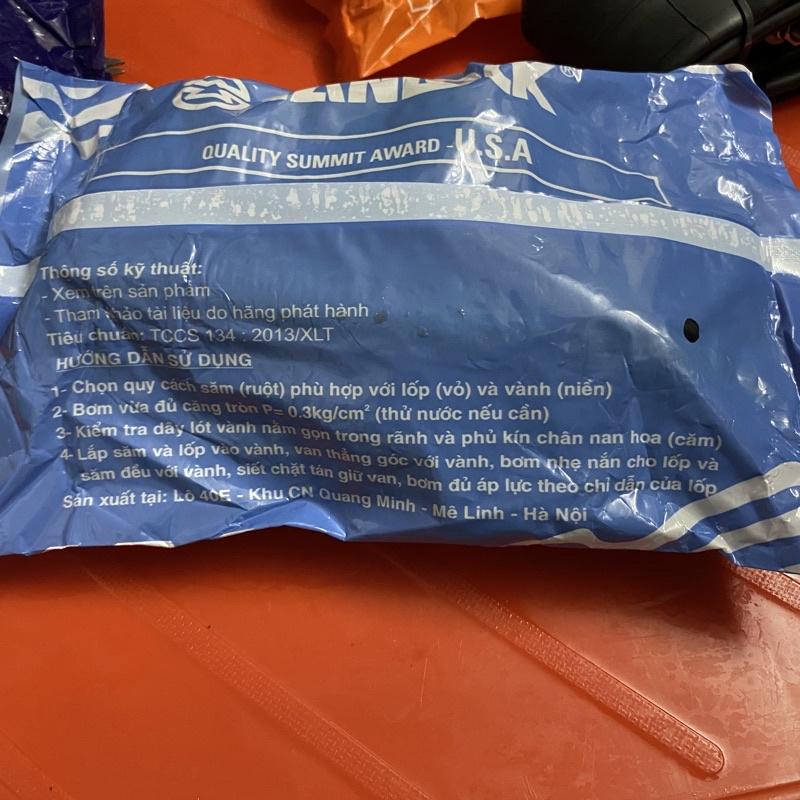 QUALITY SUMMIT AWARD - U.S.A
Thông số kỹ thuật:
- Xem trên sản phẩm
- Tham khảo tài liệu do hãng phát hành
Tiêu chuẩn: TCCS 134 : 2013/XLT
HƯỚNG DẪN SỬ DỤNG
1- Chọn quy cách săm (ruột) phù hợp với lốp (vỏ) và vành (niền)
2- Bơm vừa đủ căng tròn P= 0.3kg/cm² (thử nước nếu cần)
3- Kiểm tra dây lót vành nằm gọn trong rãnh và phủ kín chân nan hoa (căm)
4- Lắp săm và lốp vào vành, van thẳng góc với vành, bơm nhẹ nắn cho lốp và
săm đều với vành, siết chặt tán giữ van, bơm đủ áp lực theo chỉ dẫn của lốp
Sản xuất tại: Lô 40E - Khu CN Quang Minh - Mê Linh - Hà Nội